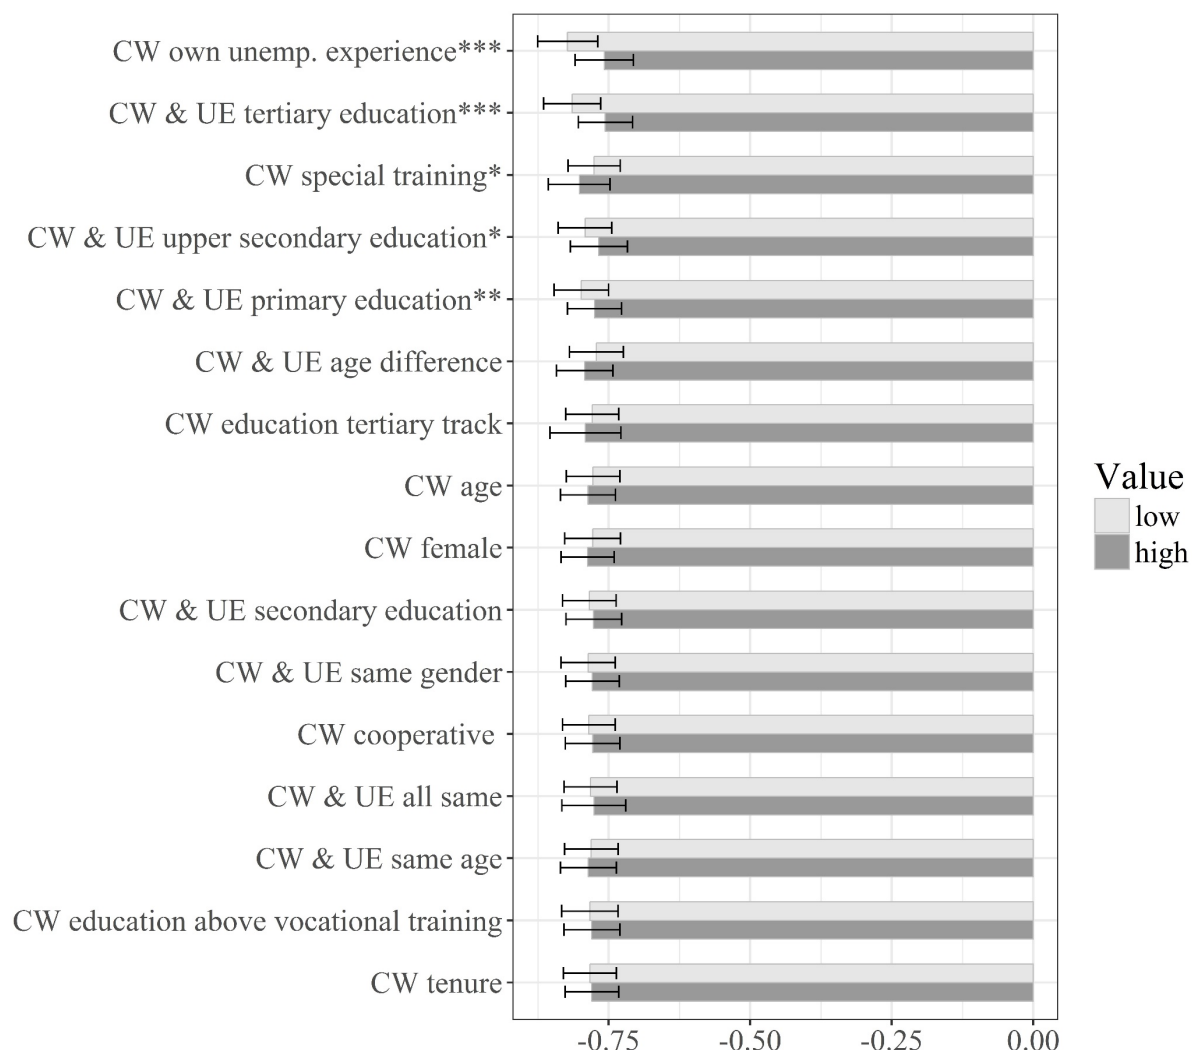 CW own unemp. experience***
CW & UE tertiary education***
CW special training*
CW & UE upper secondary education*
CW & UE primary education**
CW & UE age difference
CW education tertiary track
CW age
CW female
CW & UE secondary education
CW & UE same gender
CW cooperative
CW & UE all same
CW & UE same age
CW education above vocational training
CW tenure
-0.75 -0.50 -0.25 0.00
Value
low
high